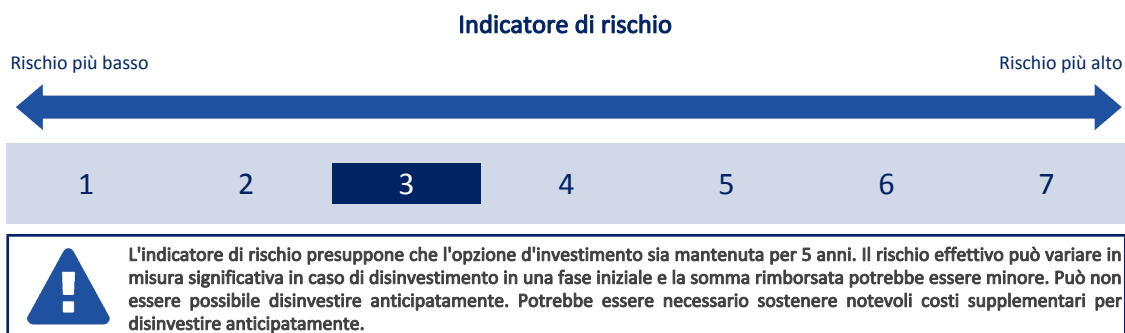 Indicatore di rischio
Rischio più basso Rischio più alto
1 2 3 4 5 6 7
L'indicatore di rischio presuppone che l'opzione d'investimento sia mantenuta per 5 anni. Il rischio effettivo può variare in
misura significativa in caso di disinvestimento in una fase iniziale e la somma rimborsata potrebbe essere minore. Può non
essere possibile disinvestire anticipatamente. Potrebbe essere necessario sostenere notevoli costi supplementari per
disinvestire anticipatamente.